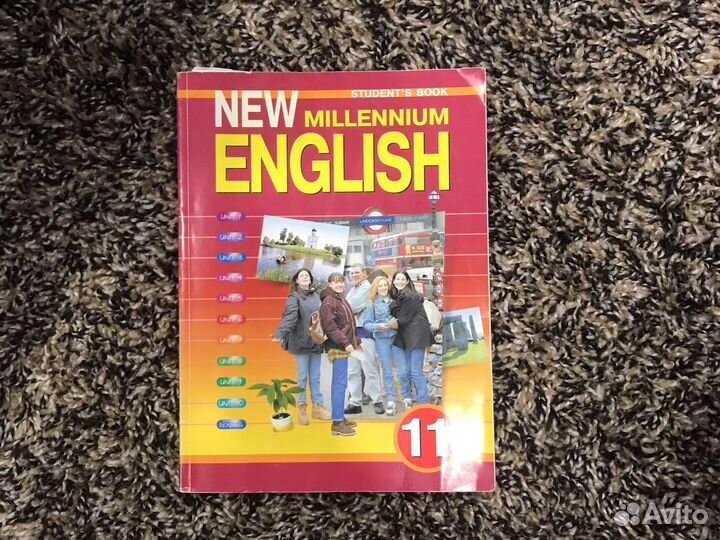 STUDENT'S BOOK
NEW
MILLENNIUM
ENGLISH
UNDERGROUND
UNIT 1
UNIT 2
UNIT 3
UNIT 4
UNIT 5
UNIT 6
UNIT 7
UNIT 8
UNIT 9
UNIT 10
READING
11
Avito